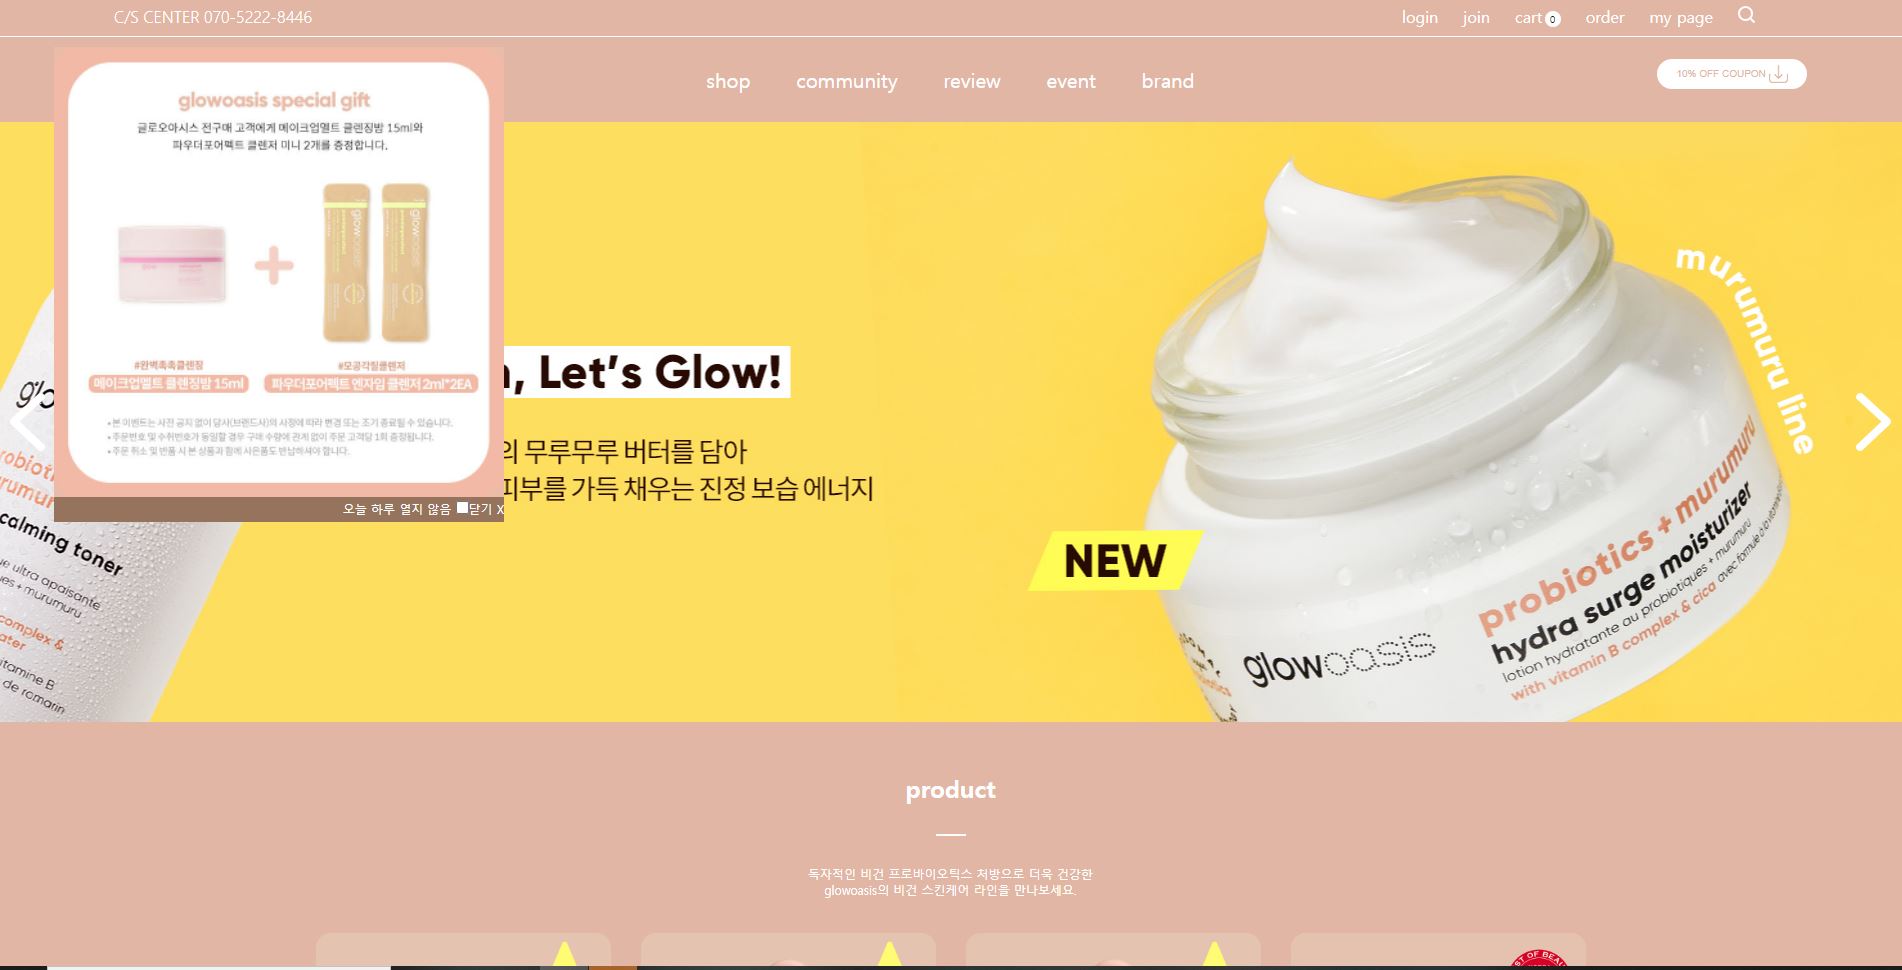 C/S CENTER 070-5222-8446
login join cart 0 order my page
shop community review event brand
10% OFF COUPON
glowoasis special gift
글로오아시스 전구매 고객에게 메이크업멜트 클렌징밤 15ml와
파우더포어펙트 클렌저 미니 2개를 증정합니다.
glowoasis
glowoasis
#완벽촉촉클렌징
메이크업멜트 클렌징밤 15ml
#모공각질클렌저
파우더포어펙트 엔자임 클렌저 2ml*2EA
• 본 이벤트는 사전 공지 없이 당사(브랜드사)의 사정에 따라 변경 또는 조기 종료될 수 있습니다.
• 주문번호 및 수취번호가 동일할 경우 구매 수량에 관계 없이 주문 고객당 1회 증정됩니다.
• 주문 취소 및 반품 시 본 상품과 함께 사은품도 반납하셔야 합니다.
오늘 하루 열지 않음 닫기 X
, Let's Glow!
의 무루무루 버터를 담아
피부를 가득 채우는 진정 보습 에너지
NEW
murumuru line
glo
calming toner
ue ultra apaisante
ues + murumuru
complex &
ater
itamine B
de romarin
glowoasis
probiotics + murumuru
hydra surge moisturizer
lotion hydratante au probiotiques + murumuru
with vitamin B complex & cica
product
독자적인 비건 프로바이오틱스 처방으로 더욱 건강한
glowoasis의 비건 스킨케어 라인을 만나보세요.